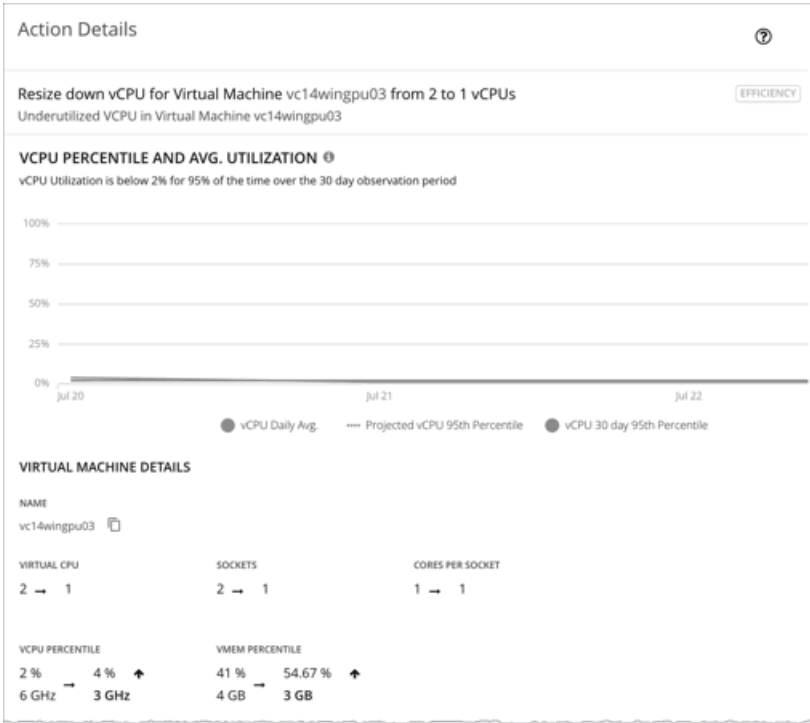 Action Details
Resize down vCPU for Virtual Machine vc14wingpu03 from 2 to 1 vCPUs
EFFICIENCY
Underutilized VCPU in Virtual Machine vc14wingpu03
VCPU PERCENTILE AND AVG. UTILIZATION
vCPU Utilization is below 2% for 95% of the time over the 30 day observation period
100%
75%
50%
25%
0%
Jul 20 Jul 21 Jul 22
vCPU Daily Avg. Projected vCPU 95th Percentile vCPU 30 day 95th Percentile
VIRTUAL MACHINE DETAILS
NAME
vc14wingpu03
VIRTUAL CPU SOCKETS CORES PER SOCKET
2 → 1 2 → 1 1 → 1
VCPU PERCENTILE VMEM PERCENTILE
2 % → 4 % ↑ 41 % → 54.67 % ↑
6 GHz 3 GHz 4 GB 3 GB